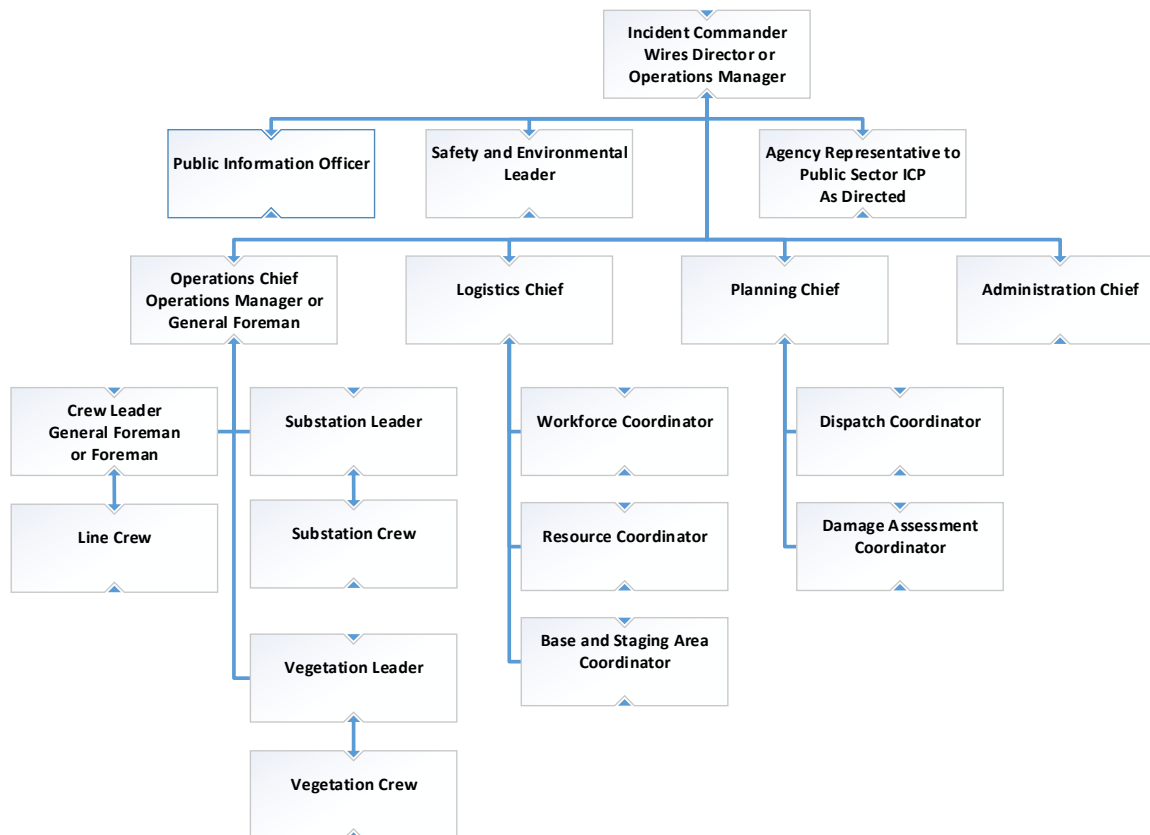 Incident Commander
Wires Director or
Operations Manager
Public Information Officer
Safety and Environmental
Leader
Agency Representative to
Public Sector ICP
As Directed
Operations Chief
Operations Manager or
General Foreman
Logistics Chief
Planning Chief
Administration Chief
Crew Leader
General Foreman
or Foreman
Substation Leader
Workforce Coordinator
Dispatch Coordinator
Line Crew
Substation Crew
Resource Coordinator
Damage Assessment
Coordinator
Vegetation Leader
Base and Staging Area
Coordinator
Vegetation Crew